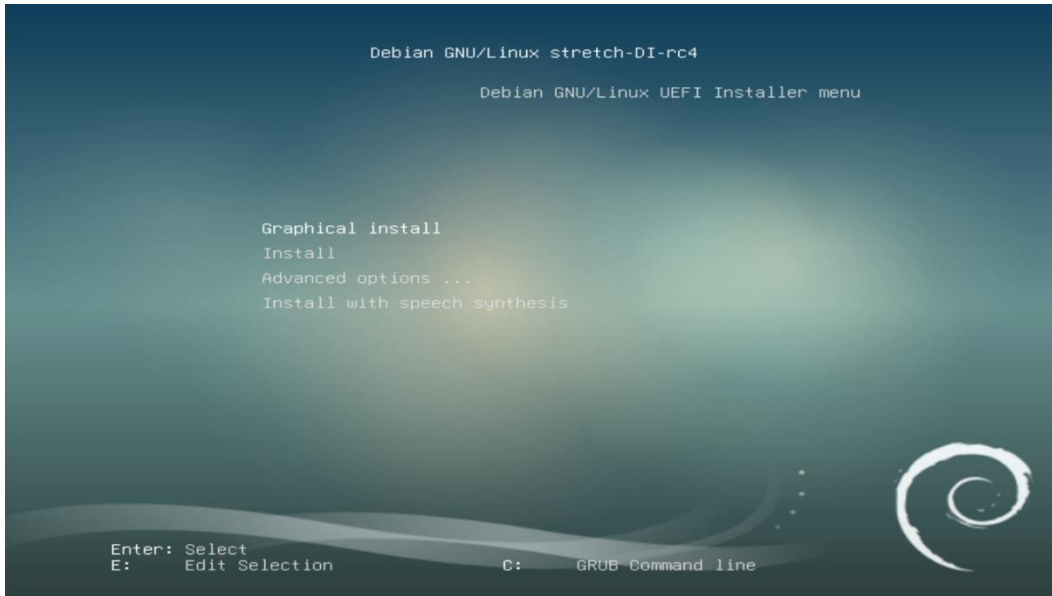 Debian GNU/Linux stretch-DI-rc4
Debian GNU/Linux UEFI Installer menu
Graphical install
Install
Advanced options ...
Install with speech synthesis
Enter: Select
E: Edit Selection C: GRUB Command line